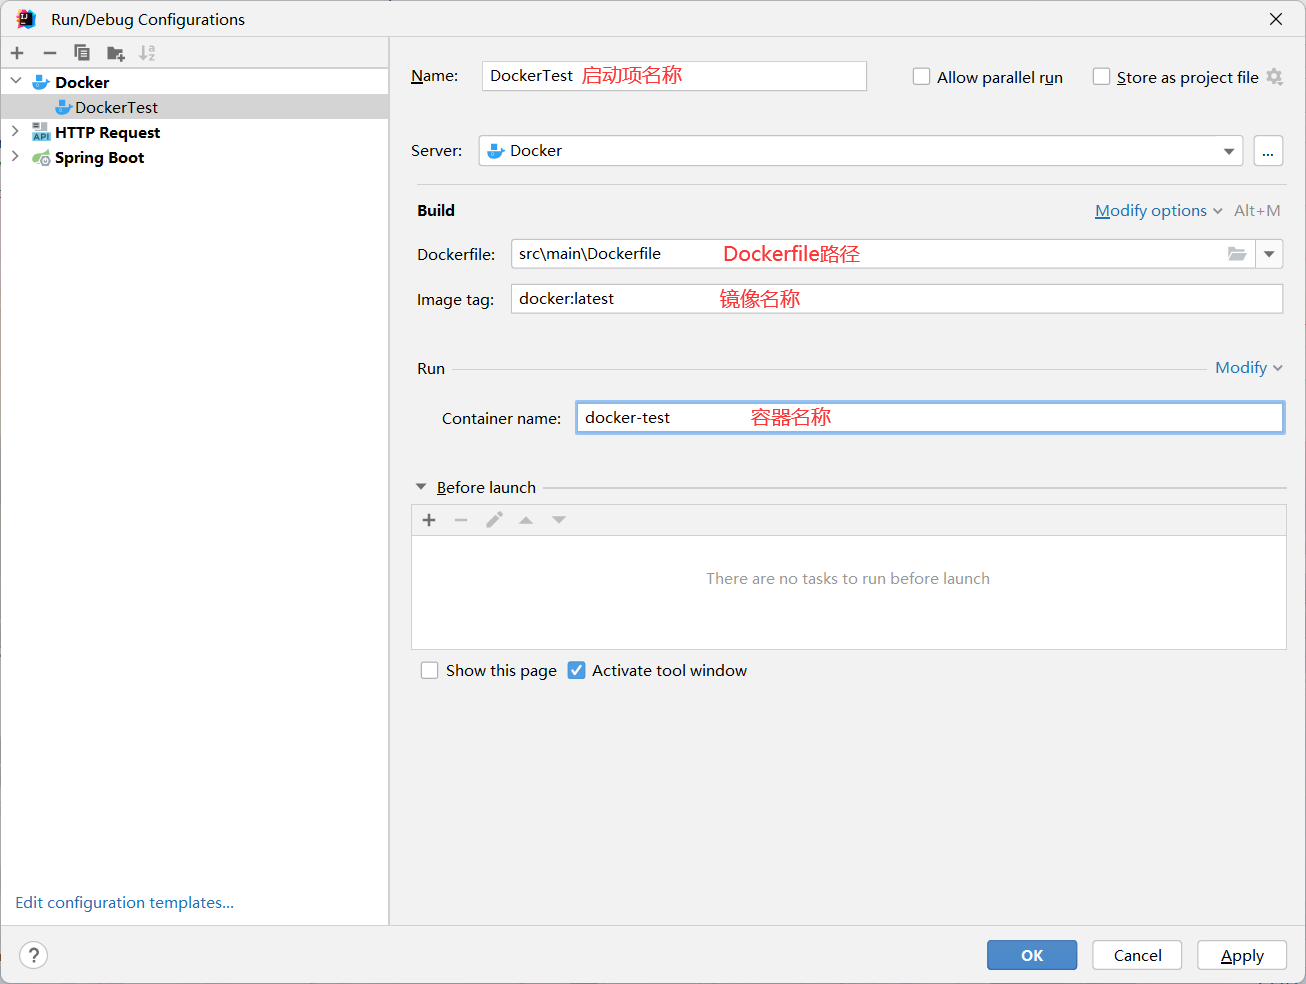 Run/Debug Configurations
Docker
DockerTest
HTTP Request
Spring Boot
Edit configuration templates...
Name: DockerTest 启动项名称
Allow parallel run
Store as project file
Server: Docker
...
Build
Modify options Alt+M
Dockerfile: src\main\Dockerfile Dockerfile路径
Image tag: docker:latest 镜像名称
Run
Modify
Container name: docker-test 容器名称
Before launch
There are no tasks to run before launch
Show this page
Activate tool window
?
OK
Cancel
Apply